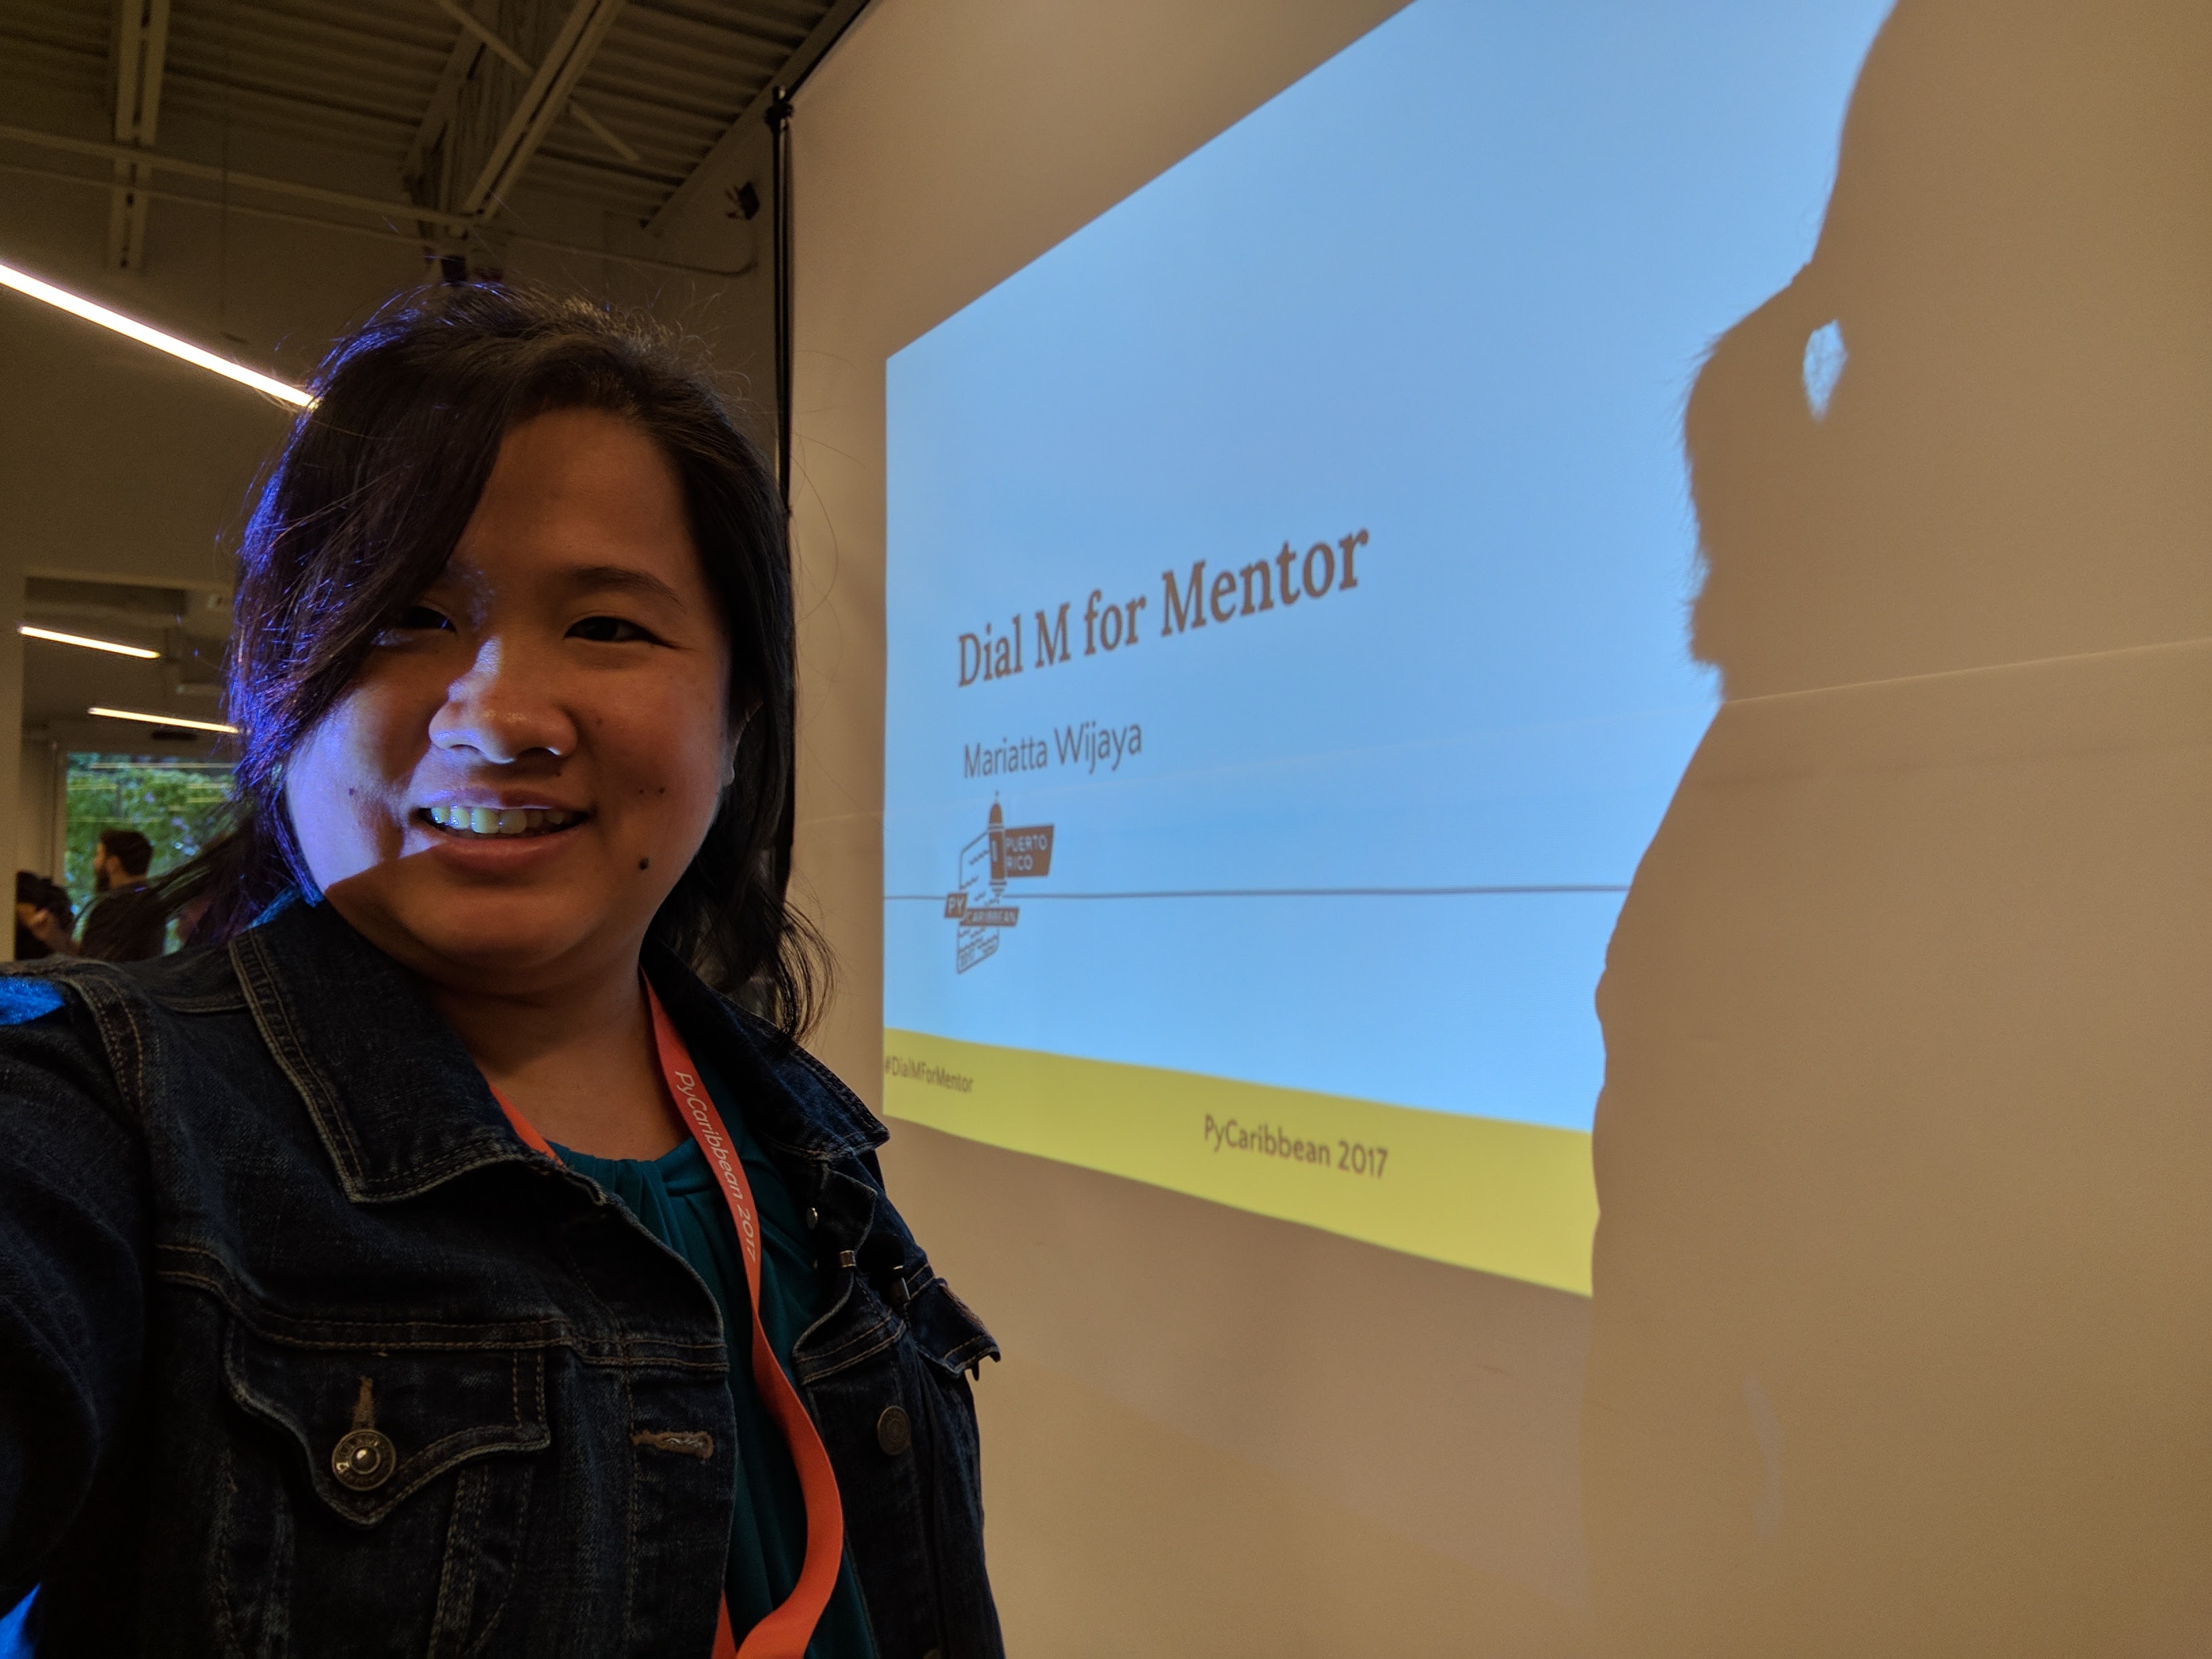 Dial M for Mentor
Mariatta Wijaya
PUERTO
RICO
PY
CARIBBEAN
#DialMForMentor
PyCaribbean 2017
PyCaribbean 2017